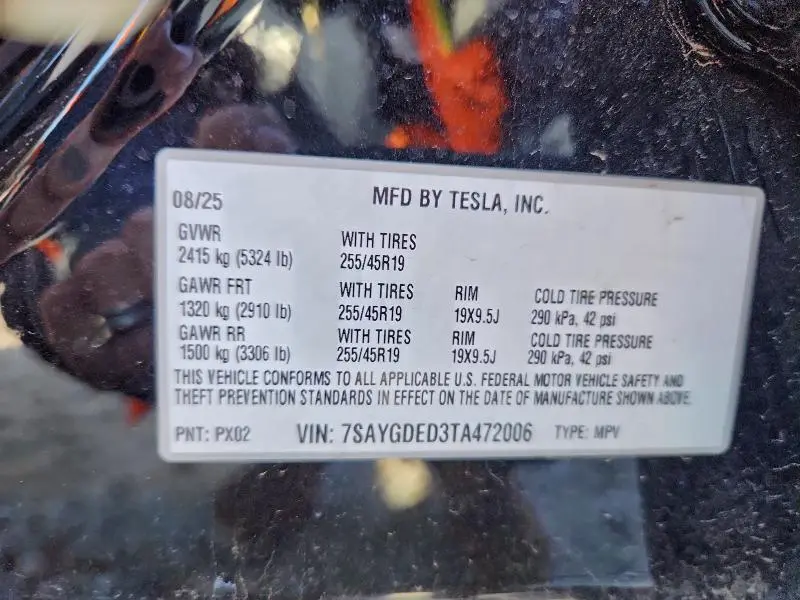 08/25 MFD BY TESLA, INC.
GVWR WITH TIRES
2415 kg (5324 lb) 255/45R19
GAWR FRT WITH TIRES RIM COLD TIRE PRESSURE
1320 kg (2910 lb) 255/45R19 19X9.5J 290 kPa, 42 psi
GAWR RR WITH TIRES RIM COLD TIRE PRESSURE
1500 kg (3306 lb) 255/45R19 19X9.5J 290 kPa, 42 psi
THIS VEHICLE CONFORMS TO ALL APPLICABLE U.S. FEDERAL MOTOR VEHICLE SAFETY AND
THEFT PREVENTION STANDARDS IN EFFECT ON THE DATE OF MANUFACTURE SHOWN ABOVE.
PNT: PX02 VIN: 7SAYGDED3TA472006 TYPE: MPV